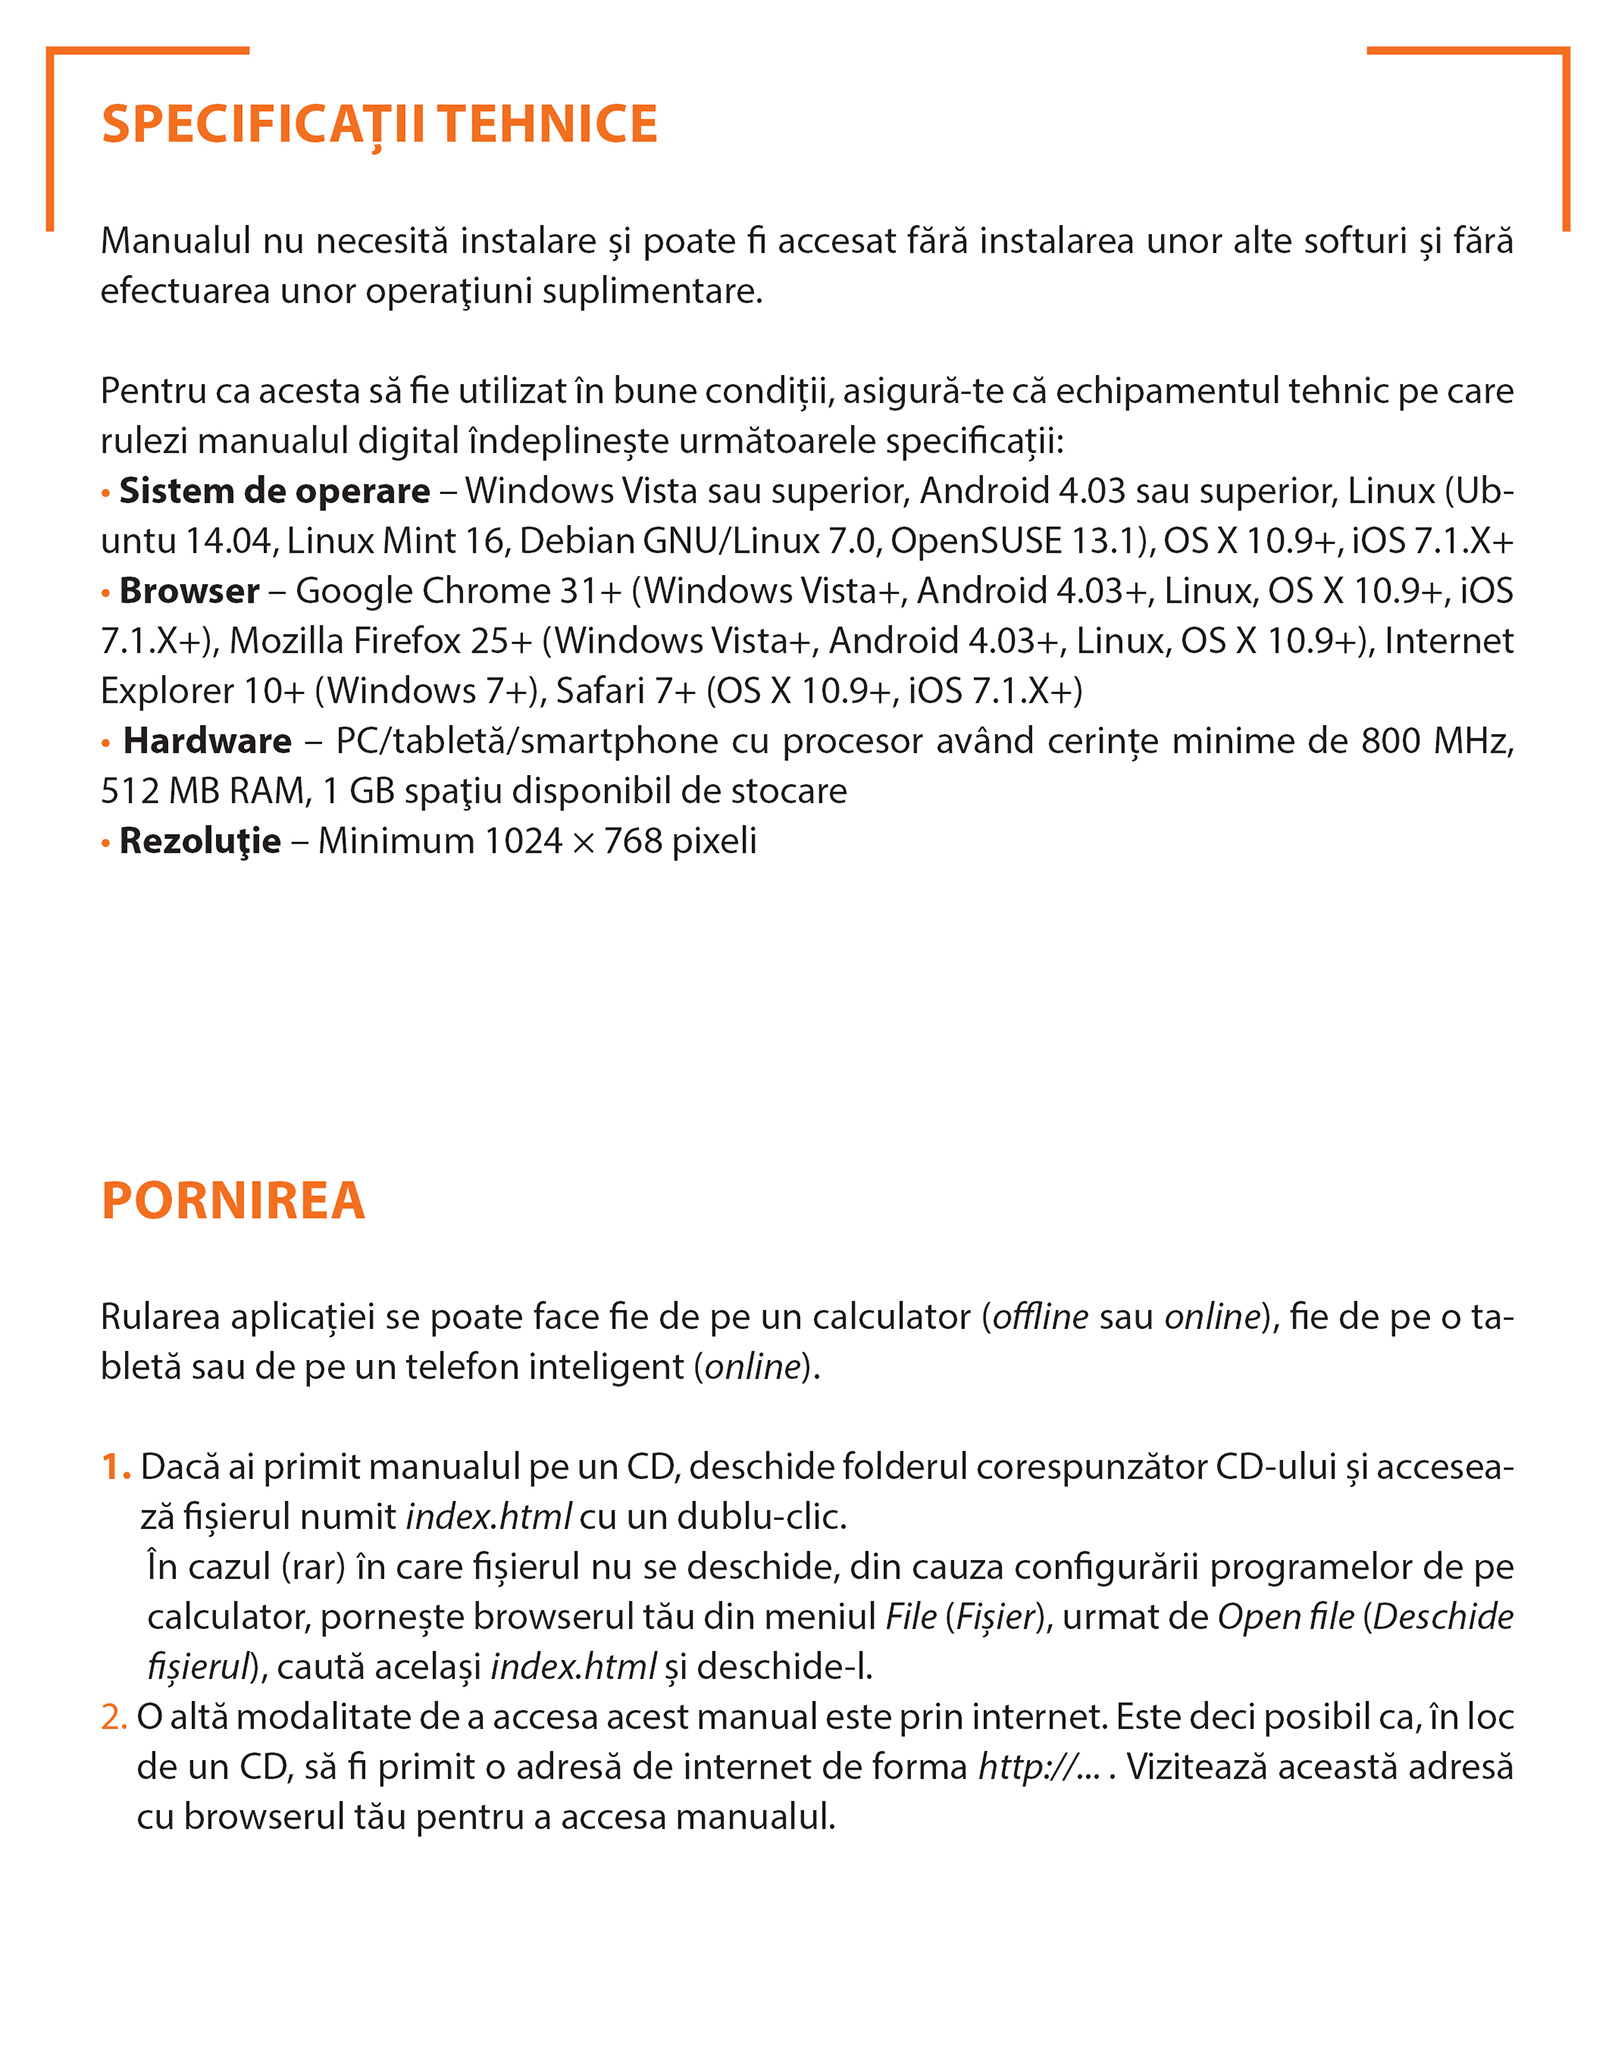 SPECIFICAȚII TEHNICE
Manualul nu necesită instalare și poate fi accesat fără instalarea unor alte softuri și fără
efectuarea unor operaţiuni suplimentare.
Pentru ca acesta să fie utilizat în bune condiții, asigură-te că echipamentul tehnic pe care
rulezi manualul digital îndeplinește următoarele specificații:
• Sistem de operare – Windows Vista sau superior, Android 4.03 sau superior, Linux (Ub-
untu 14.04, Linux Mint 16, Debian GNU/Linux 7.0, OpenSUSE 13.1), OS X 10.9+, iOS 7.1.X+
• Browser – Google Chrome 31+ (Windows Vista+, Android 4.03+, Linux, OS X 10.9+, iOS
7.1.X+), Mozilla Firefox 25+ (Windows Vista+, Android 4.03+, Linux, OS X 10.9+), Internet
Explorer 10+ (Windows 7+), Safari 7+ (OS X 10.9+, iOS 7.1.X+)
• Hardware – PC/tabletă/smartphone cu procesor având cerințe minime de 800 MHz,
512 MB RAM, 1 GB spaţiu disponibil de stocare
• Rezoluţie – Minimum 1024 × 768 pixeli
PORNIREA
Rularea aplicației se poate face fie de pe un calculator (offline sau online), fie de pe o ta-
bletă sau de pe un telefon inteligent (online).
1. Dacă ai primit manualul pe un CD, deschide folderul corespunzător CD-ului și accesea-
ză fișierul numit index.html cu un dublu-clic.
În cazul (rar) în care fișierul nu se deschide, din cauza configurării programelor de pe
calculator, pornește browserul tău din meniul File (Fișier), urmat de Open file (Deschide
fișierul), caută același index.html și deschide-l.
2. O altă modalitate de a accesa acest manual este prin internet. Este deci posibil ca, în loc
de un CD, să fi primit o adresă de internet de forma http://... . Vizitează această adresă
cu browserul tău pentru a accesa manualul.